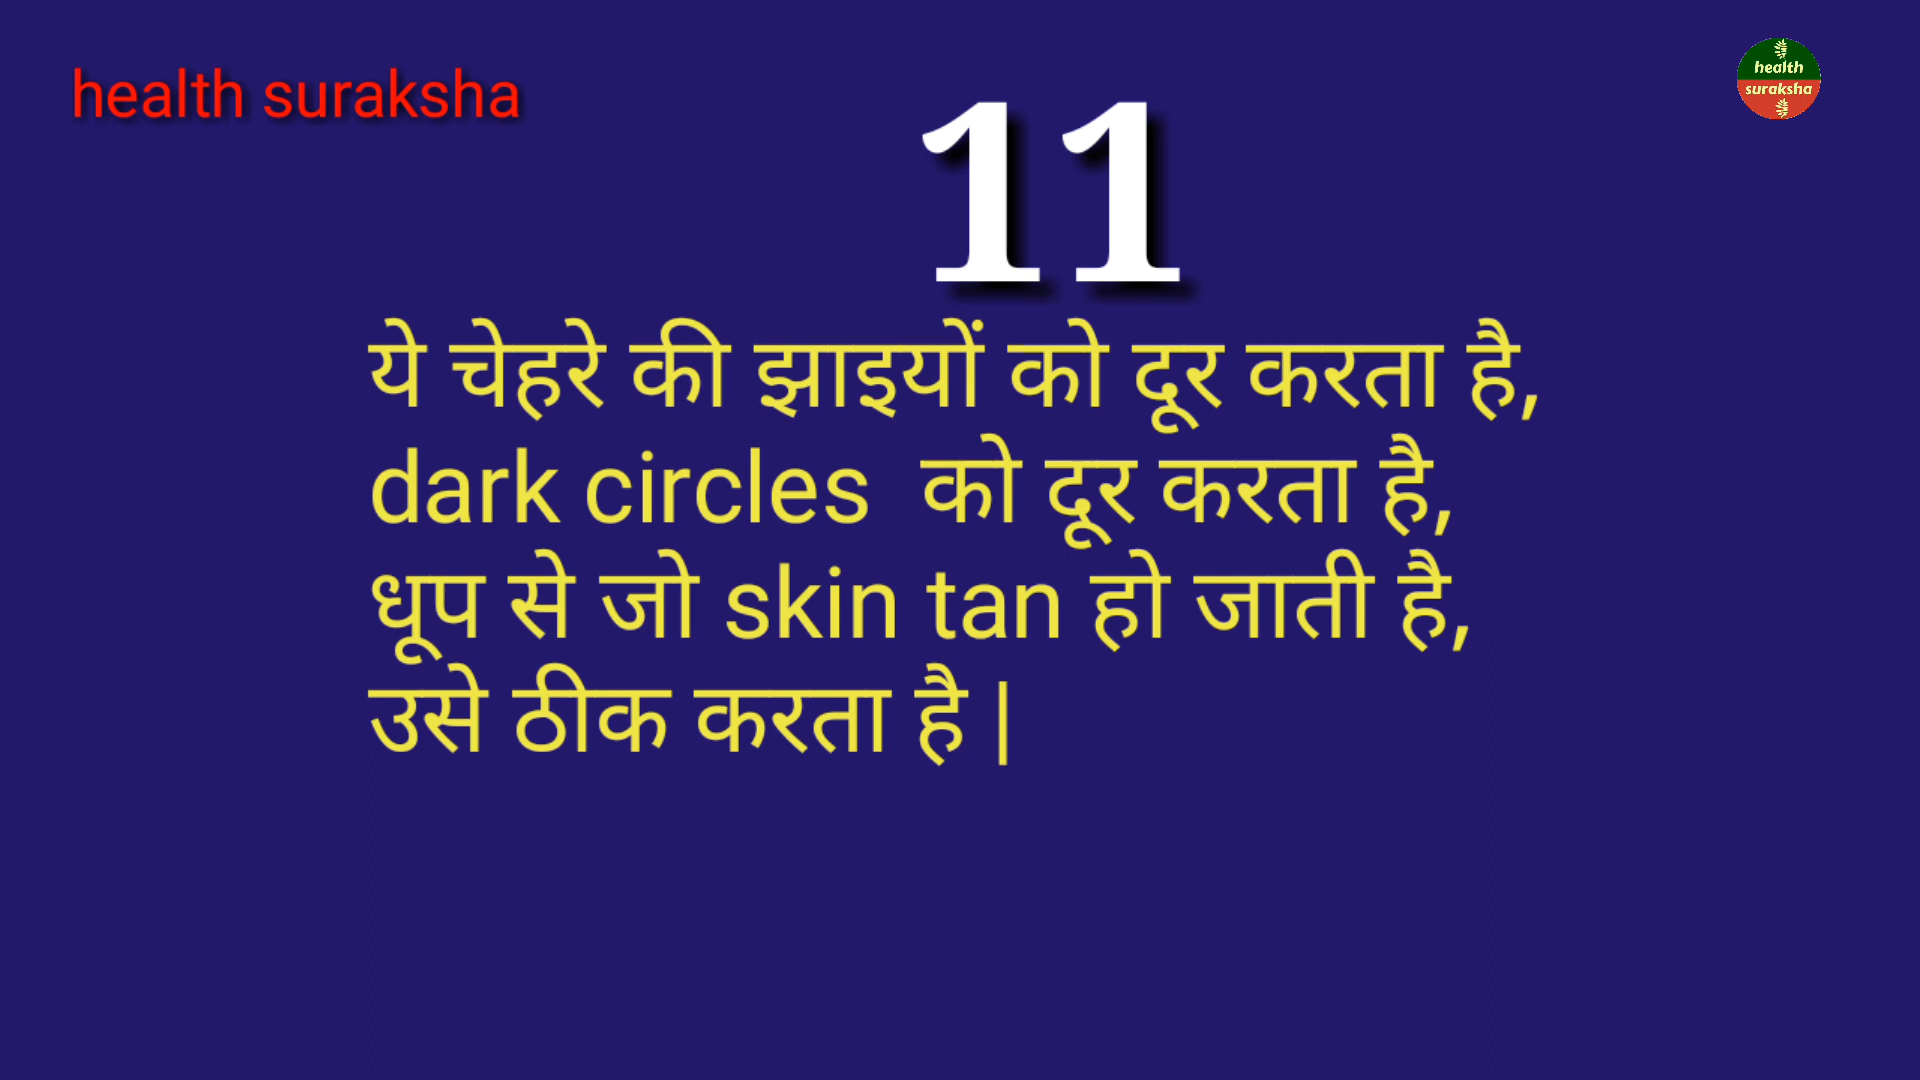 health suraksha
health
suraksha
11
ये चेहरे की झाइयों को दूर करता है,
dark circles को दूर करता है,
धूप से जो skin tan हो जाती है,
उसे ठीक करता है |